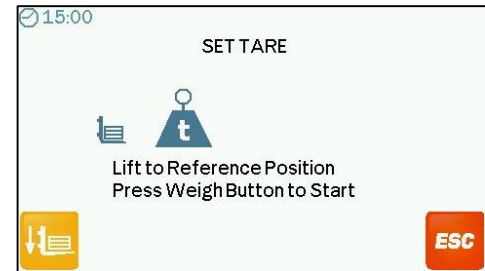 15:00
SET TARE
t
Lift to Reference Position
Press Weigh Button to Start
ESC